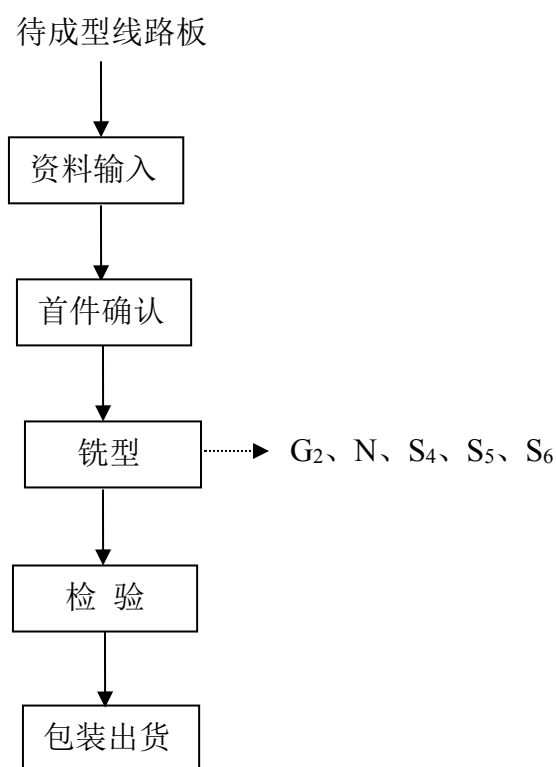 待成型线路板
资料输入
首件确认
铣型
G₂、N、S₄、S₅、S₆
检 验
包装出货